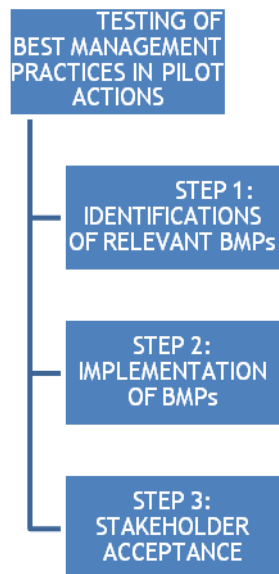 TESTING OF
BEST MANAGEMENT
PRACTICES IN PILOT
ACTIONS
STEP 1:
IDENTIFICATIONS
OF RELEVANT BMPs
STEP 2:
IMPLEMENTATION
OF BMPs
STEP 3:
STAKEHOLDER
ACCEPTANCE